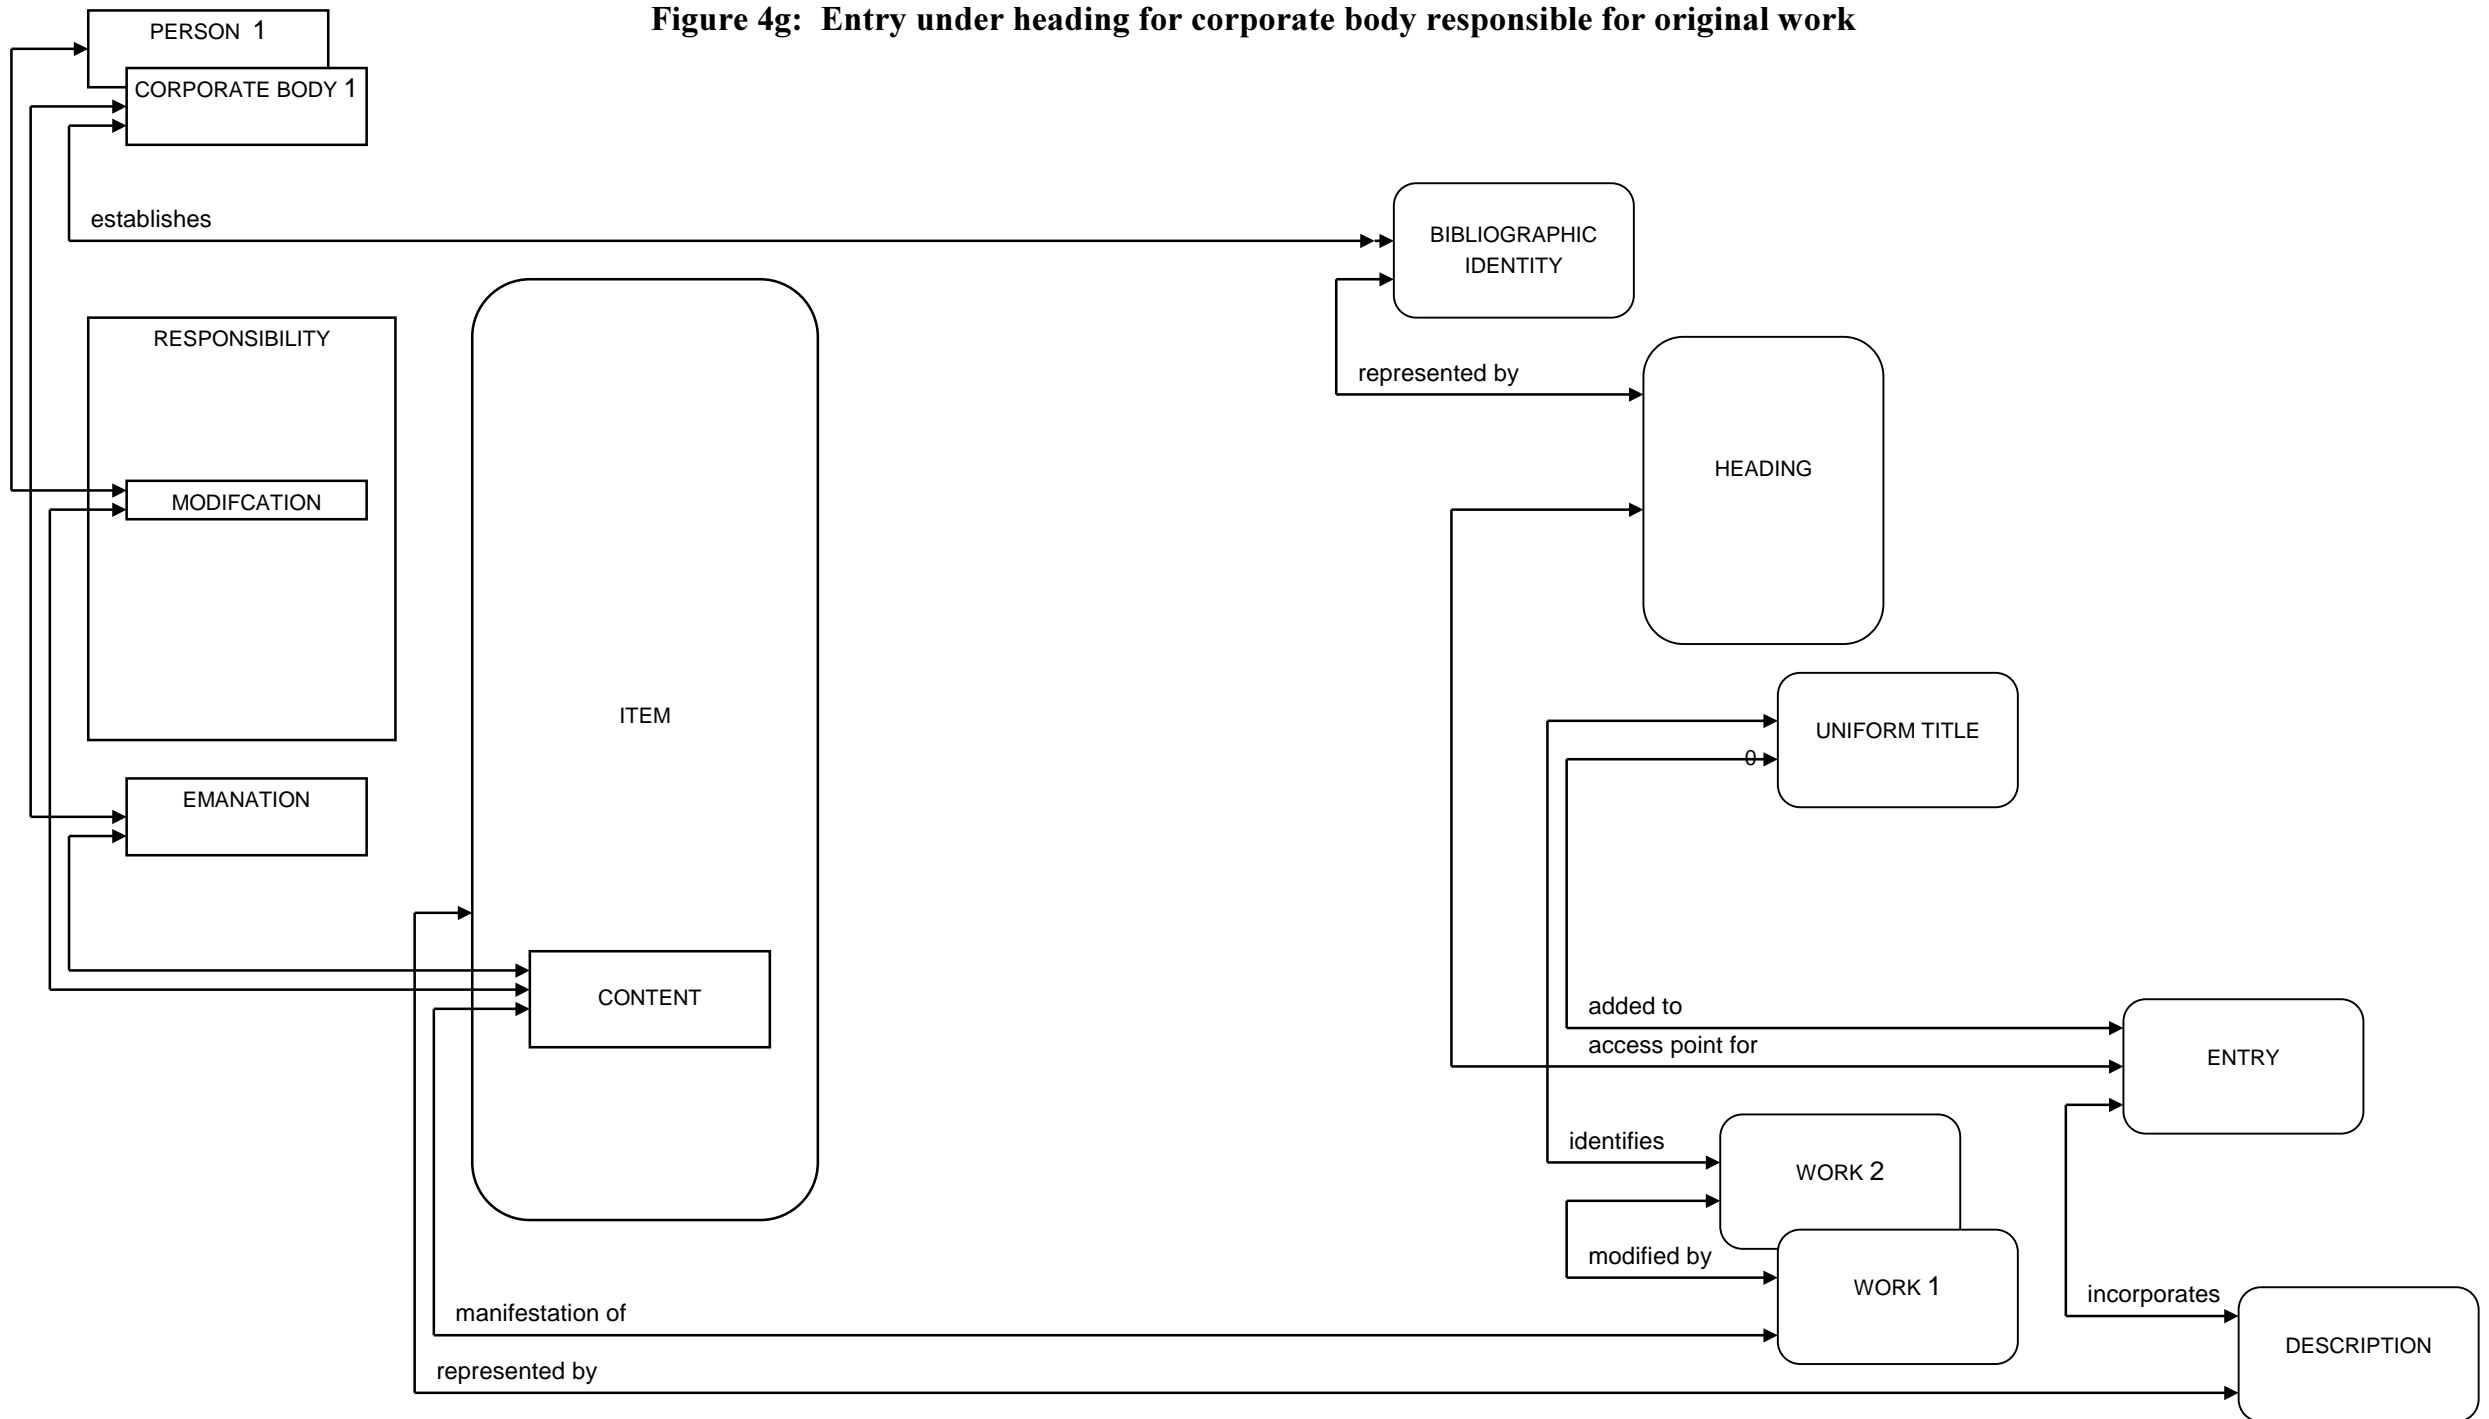 Figure 4g:  Entry under heading for corporate body responsible for original work
PERSON 1
CORPORATE BODY 1
establishes
BIBLIOGRAPHIC
IDENTITY
RESPONSIBILITY
represented by
HEADING
MODIFCATION
ITEM
UNIFORM TITLE
0
EMANATION
CONTENT
added to
access point for
ENTRY
identifies
WORK 2
modified by
WORK 1
incorporates
manifestation of
DESCRIPTION
represented by